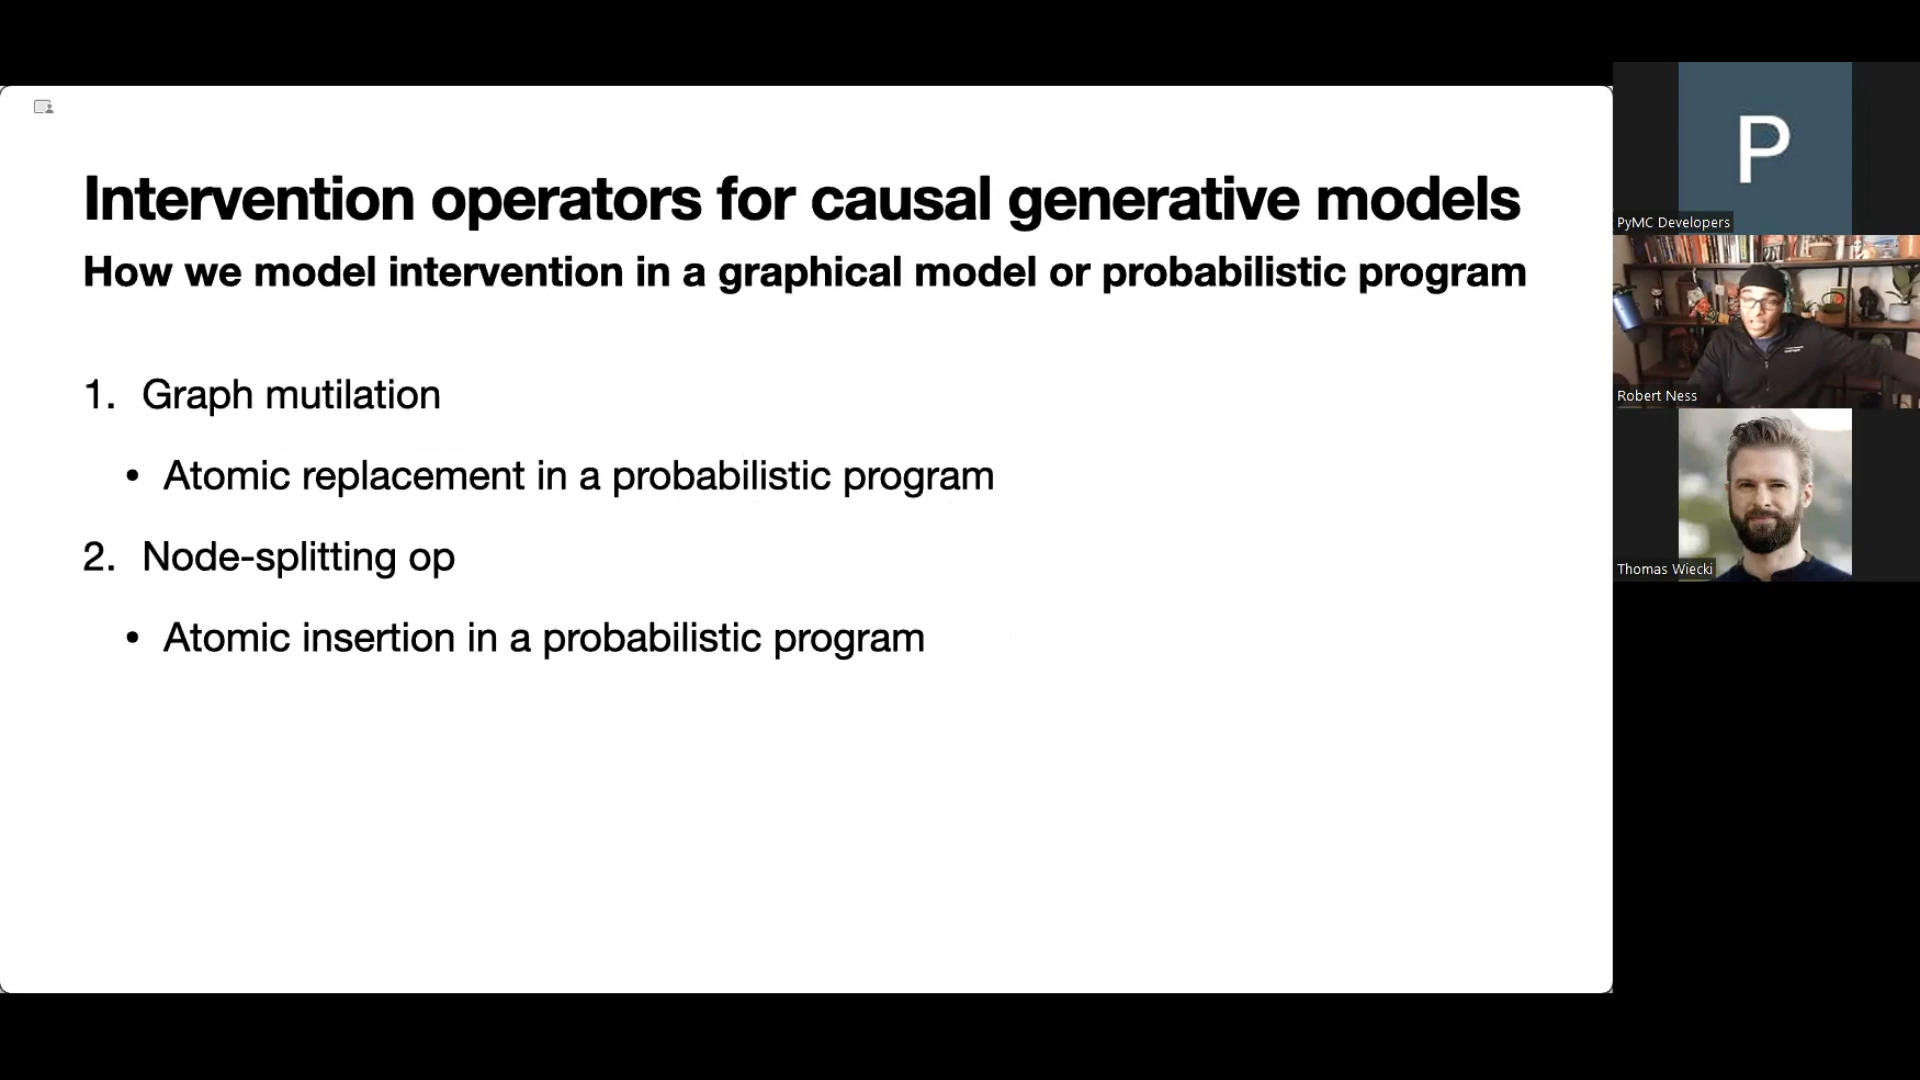 Intervention operators for causal generative models
How we model intervention in a graphical model or probabilistic program
1. Graph mutilation
• Atomic replacement in a probabilistic program
2. Node-splitting op
• Atomic insertion in a probabilistic program
P
PyMC Developers
Robert Ness
Thomas Wiecki